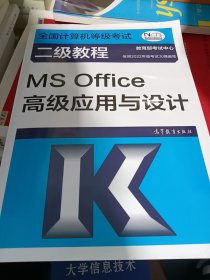 全国计算机等级考试
二级教程
教育部考试中心
MS Office
高级应用与设计
高等教育出版社
K
大学信息技术